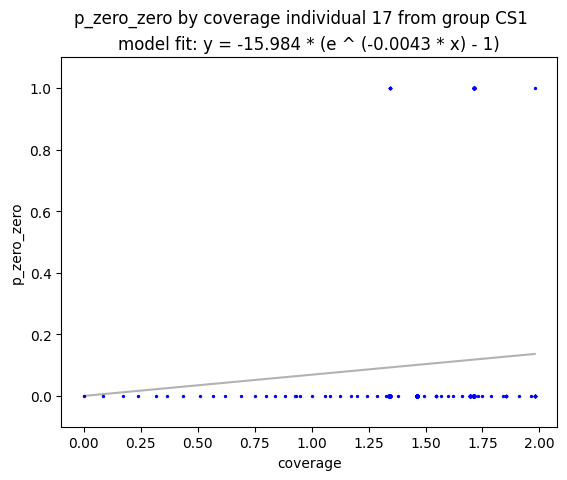 p_zero_zero by coverage individual 17 from group CS1
model fit: y = -15.984 * (e ^ (-0.0043 * x) - 1)
1.0
0.8
0.6
0.4
0.2
0.0
p_zero_zero
0.00 0.25 0.50 0.75 1.00 1.25 1.50 1.75 2.00
coverage